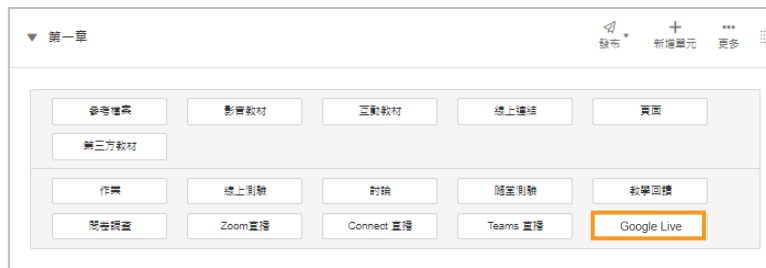 第一章
發布 新增單元 更多
參考檔案 影音教材 互動教材 線上連結 頁面
第三方教材
作業 線上測驗 討論 隨堂測驗 教學回饋
問卷調查 Zoom直播 Connect 直播 Teams 直播 Google Live